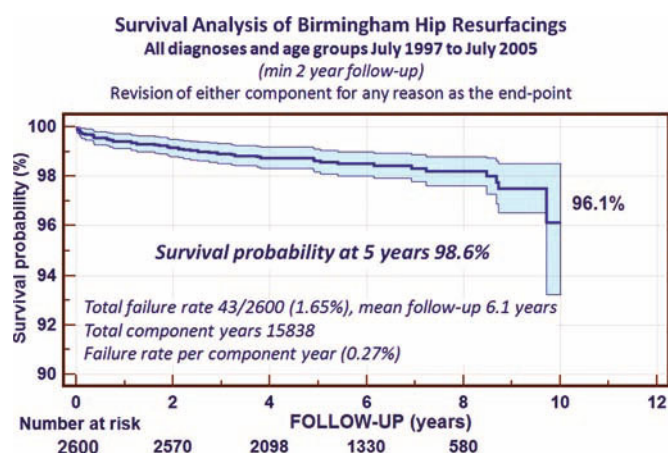 Survival Analysis of Birmingham Hip Resurfacings
All diagnoses and age groups July 1997 to July 2005
(min 2 year follow-up)
Revision of either component for any reason as the end-point
100
98
96
94
92
90
Survival probability (%)
96.1%
Survival probability at 5 years 98.6%
Total failure rate 43/2600 (1.65%), mean follow-up 6.1 years
Total component years 15838
Failure rate per component year (0.27%)
0 2 4 6 8 10 12
Number at risk FOLLOW-UP (years)
2600 2570 2098 1330 580